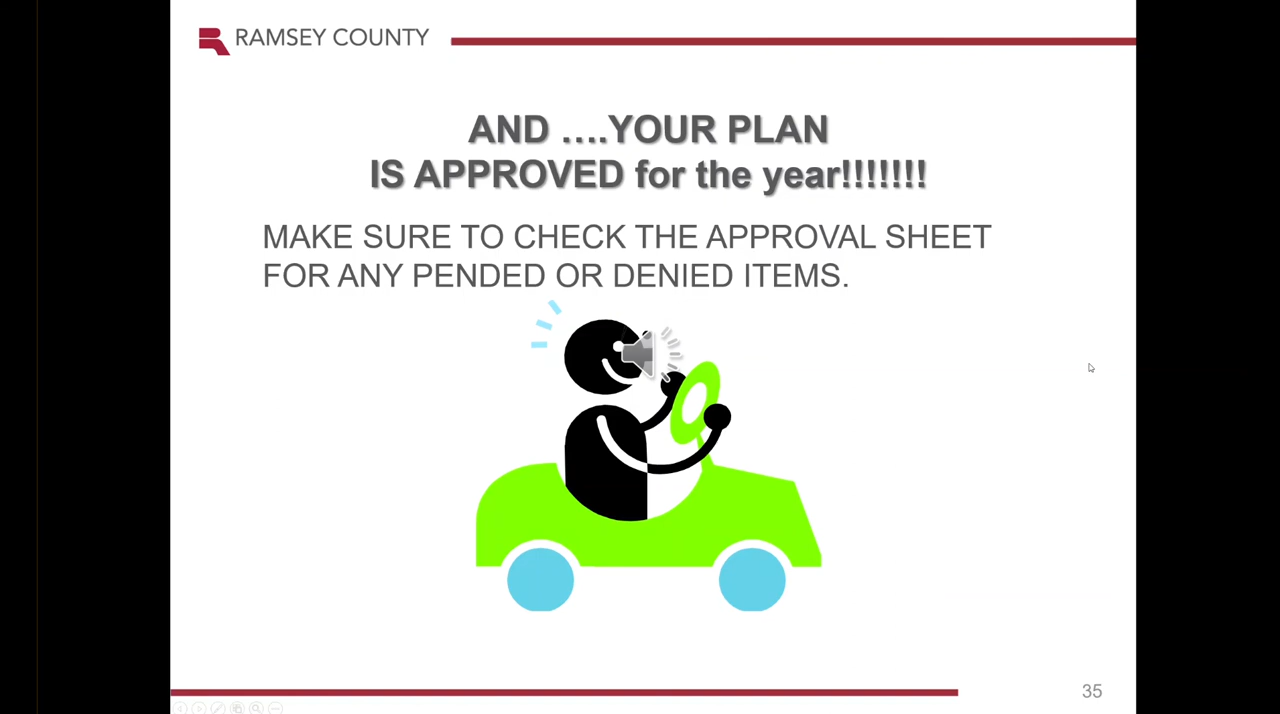 RAMSEY COUNTY
AND ….YOUR PLAN
IS APPROVED for the year!!!!!!!
MAKE SURE TO CHECK THE APPROVAL SHEET
FOR ANY PENDED OR DENIED ITEMS.
35